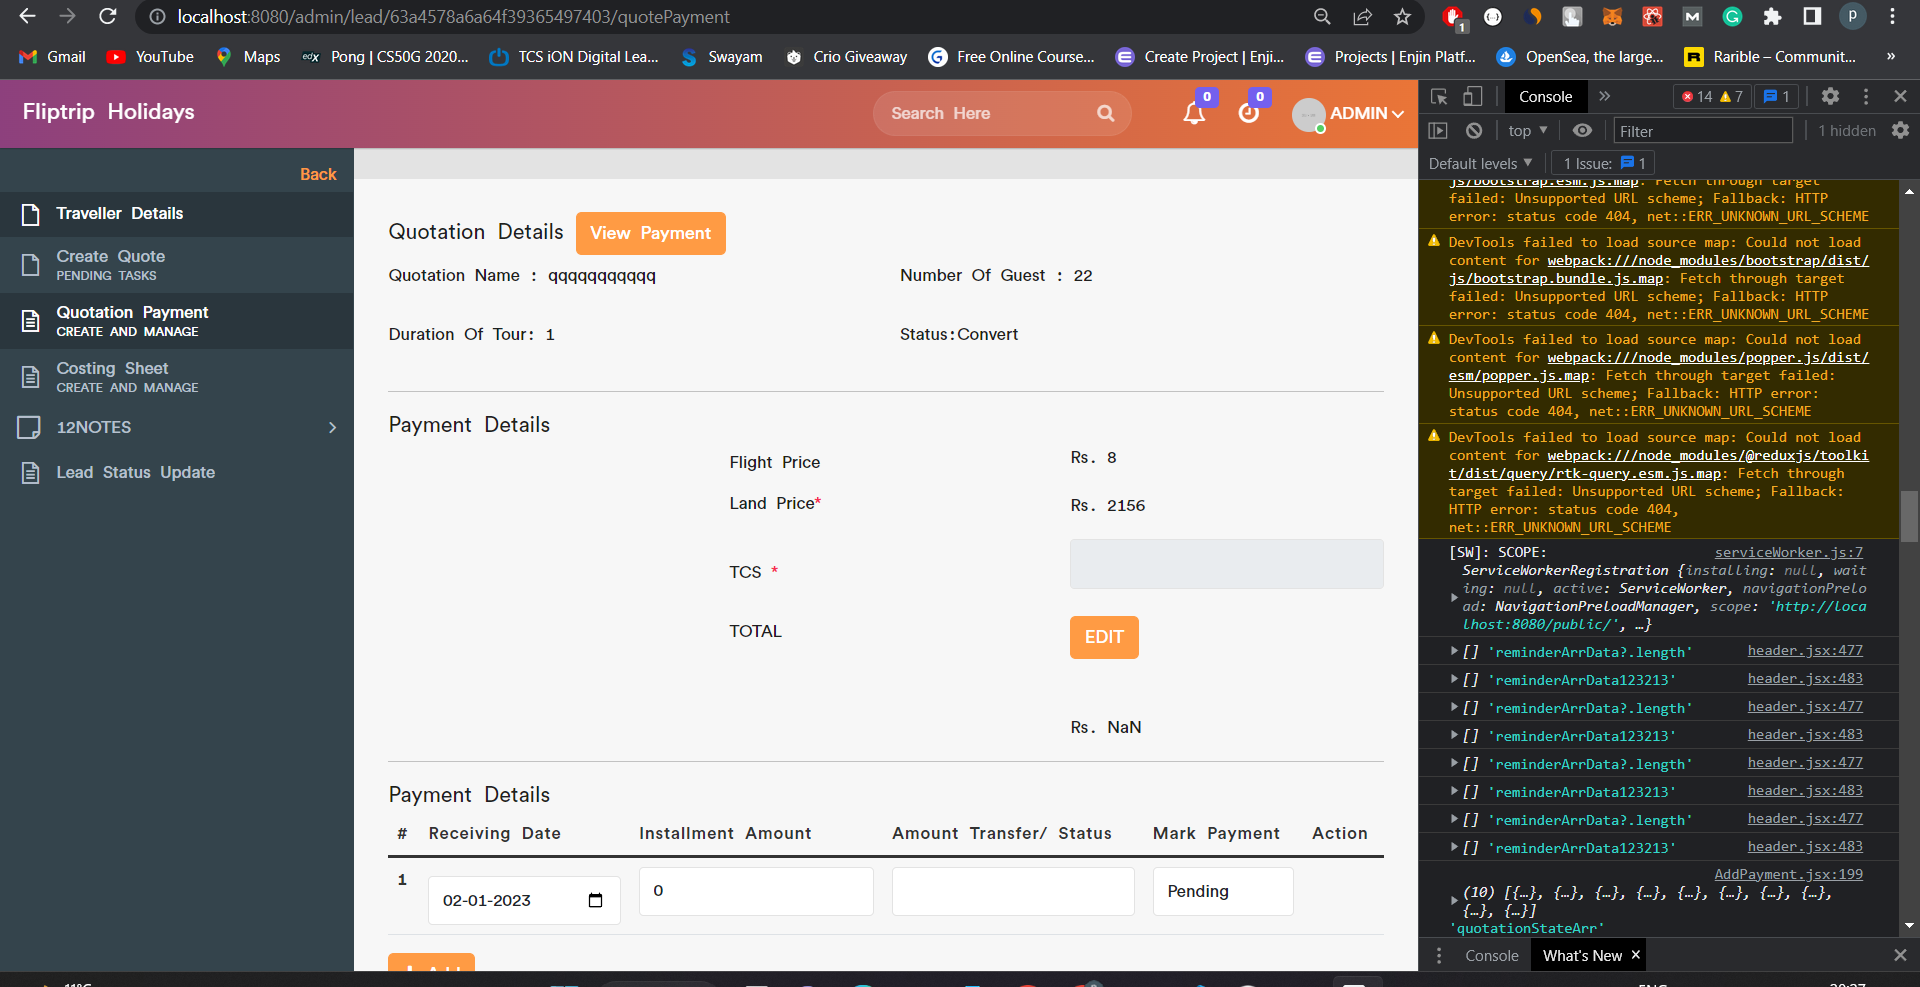 localhost:8080/admin/lead/63a4578a6a64f39365497403/quotePayment
1
p
Gmail
YouTube
Maps
edX Pong | CS50G 2020...
TCS iON Digital Lea...
Swayam
Crio Giveaway
Free Online Course...
Create Project | Enji...
Projects | Enjin Platf...
OpenSea, the large...
Rarible – Communit...
»
Fliptrip Holidays
Search Here
0
0
ADMIN
Back
Traveller Details
Create Quote
PENDING TASKS
Quotation Payment
CREATE AND MANAGE
Costing Sheet
CREATE AND MANAGE
12NOTES
Lead Status Update
Quotation Details View Payment
Quotation Name : qqqqqqqqqqq
Number Of Guest : 22
Duration Of Tour: 1
Status:Convert
Payment Details
Flight Price Rs. 8
Land Price* Rs. 2156
TCS *
TOTAL EDIT
Rs. NaN
Payment Details
# Receiving Date Installment Amount Amount Transfer/ Status Mark Payment Action
1 02-01-2023 0 Pending
Console » 14 7 1
top Filter 1 hidden
Default levels 1 Issue: 1
js/bootstrap.esm.js.map: Fetch through target
failed: Unsupported URL scheme; Fallback: HTTP
error: status code 404, net::ERR_UNKNOWN_URL_SCHEME
DevTools failed to load source map: Could not load
content for webpack:///node_modules/bootstrap/dist/
js/bootstrap.bundle.js.map: Fetch through target
failed: Unsupported URL scheme; Fallback: HTTP
error: status code 404, net::ERR_UNKNOWN_URL_SCHEME
DevTools failed to load source map: Could not load
content for webpack:///node_modules/popper.js/dist/
esm/popper.js.map: Fetch through target failed:
Unsupported URL scheme; Fallback: HTTP error:
status code 404, net::ERR_UNKNOWN_URL_SCHEME
DevTools failed to load source map: Could not load
content for webpack:///node_modules/@reduxjs/toolki
t/dist/query/rtk-query.esm.js.map: Fetch through
target failed: Unsupported URL scheme; Fallback:
HTTP error: status code 404,
net::ERR_UNKNOWN_URL_SCHEME
[SW]: SCOPE: serviceWorker.js:7
ServiceWorkerRegistration {installing: null, wait
ing: null, active: ServiceWorker, navigationPrelo
ad: NavigationPreloadManager, scope: 'http://loca
lhost:8080/public/', …}
[] 'reminderArrData?.length' header.jsx:477
[] 'reminderArrData123213' header.jsx:483
[] 'reminderArrData?.length' header.jsx:477
[] 'reminderArrData123213' header.jsx:483
[] 'reminderArrData?.length' header.jsx:477
[] 'reminderArrData123213' header.jsx:483
[] 'reminderArrData?.length' header.jsx:477
[] 'reminderArrData123213' header.jsx:483
AddPayment.jsx:199
(10) [{…}, {…}, {…}, {…}, {…}, {…}, {…}, {…},
{…}, {…}]
'quotationStateArr'
Console What's New ×